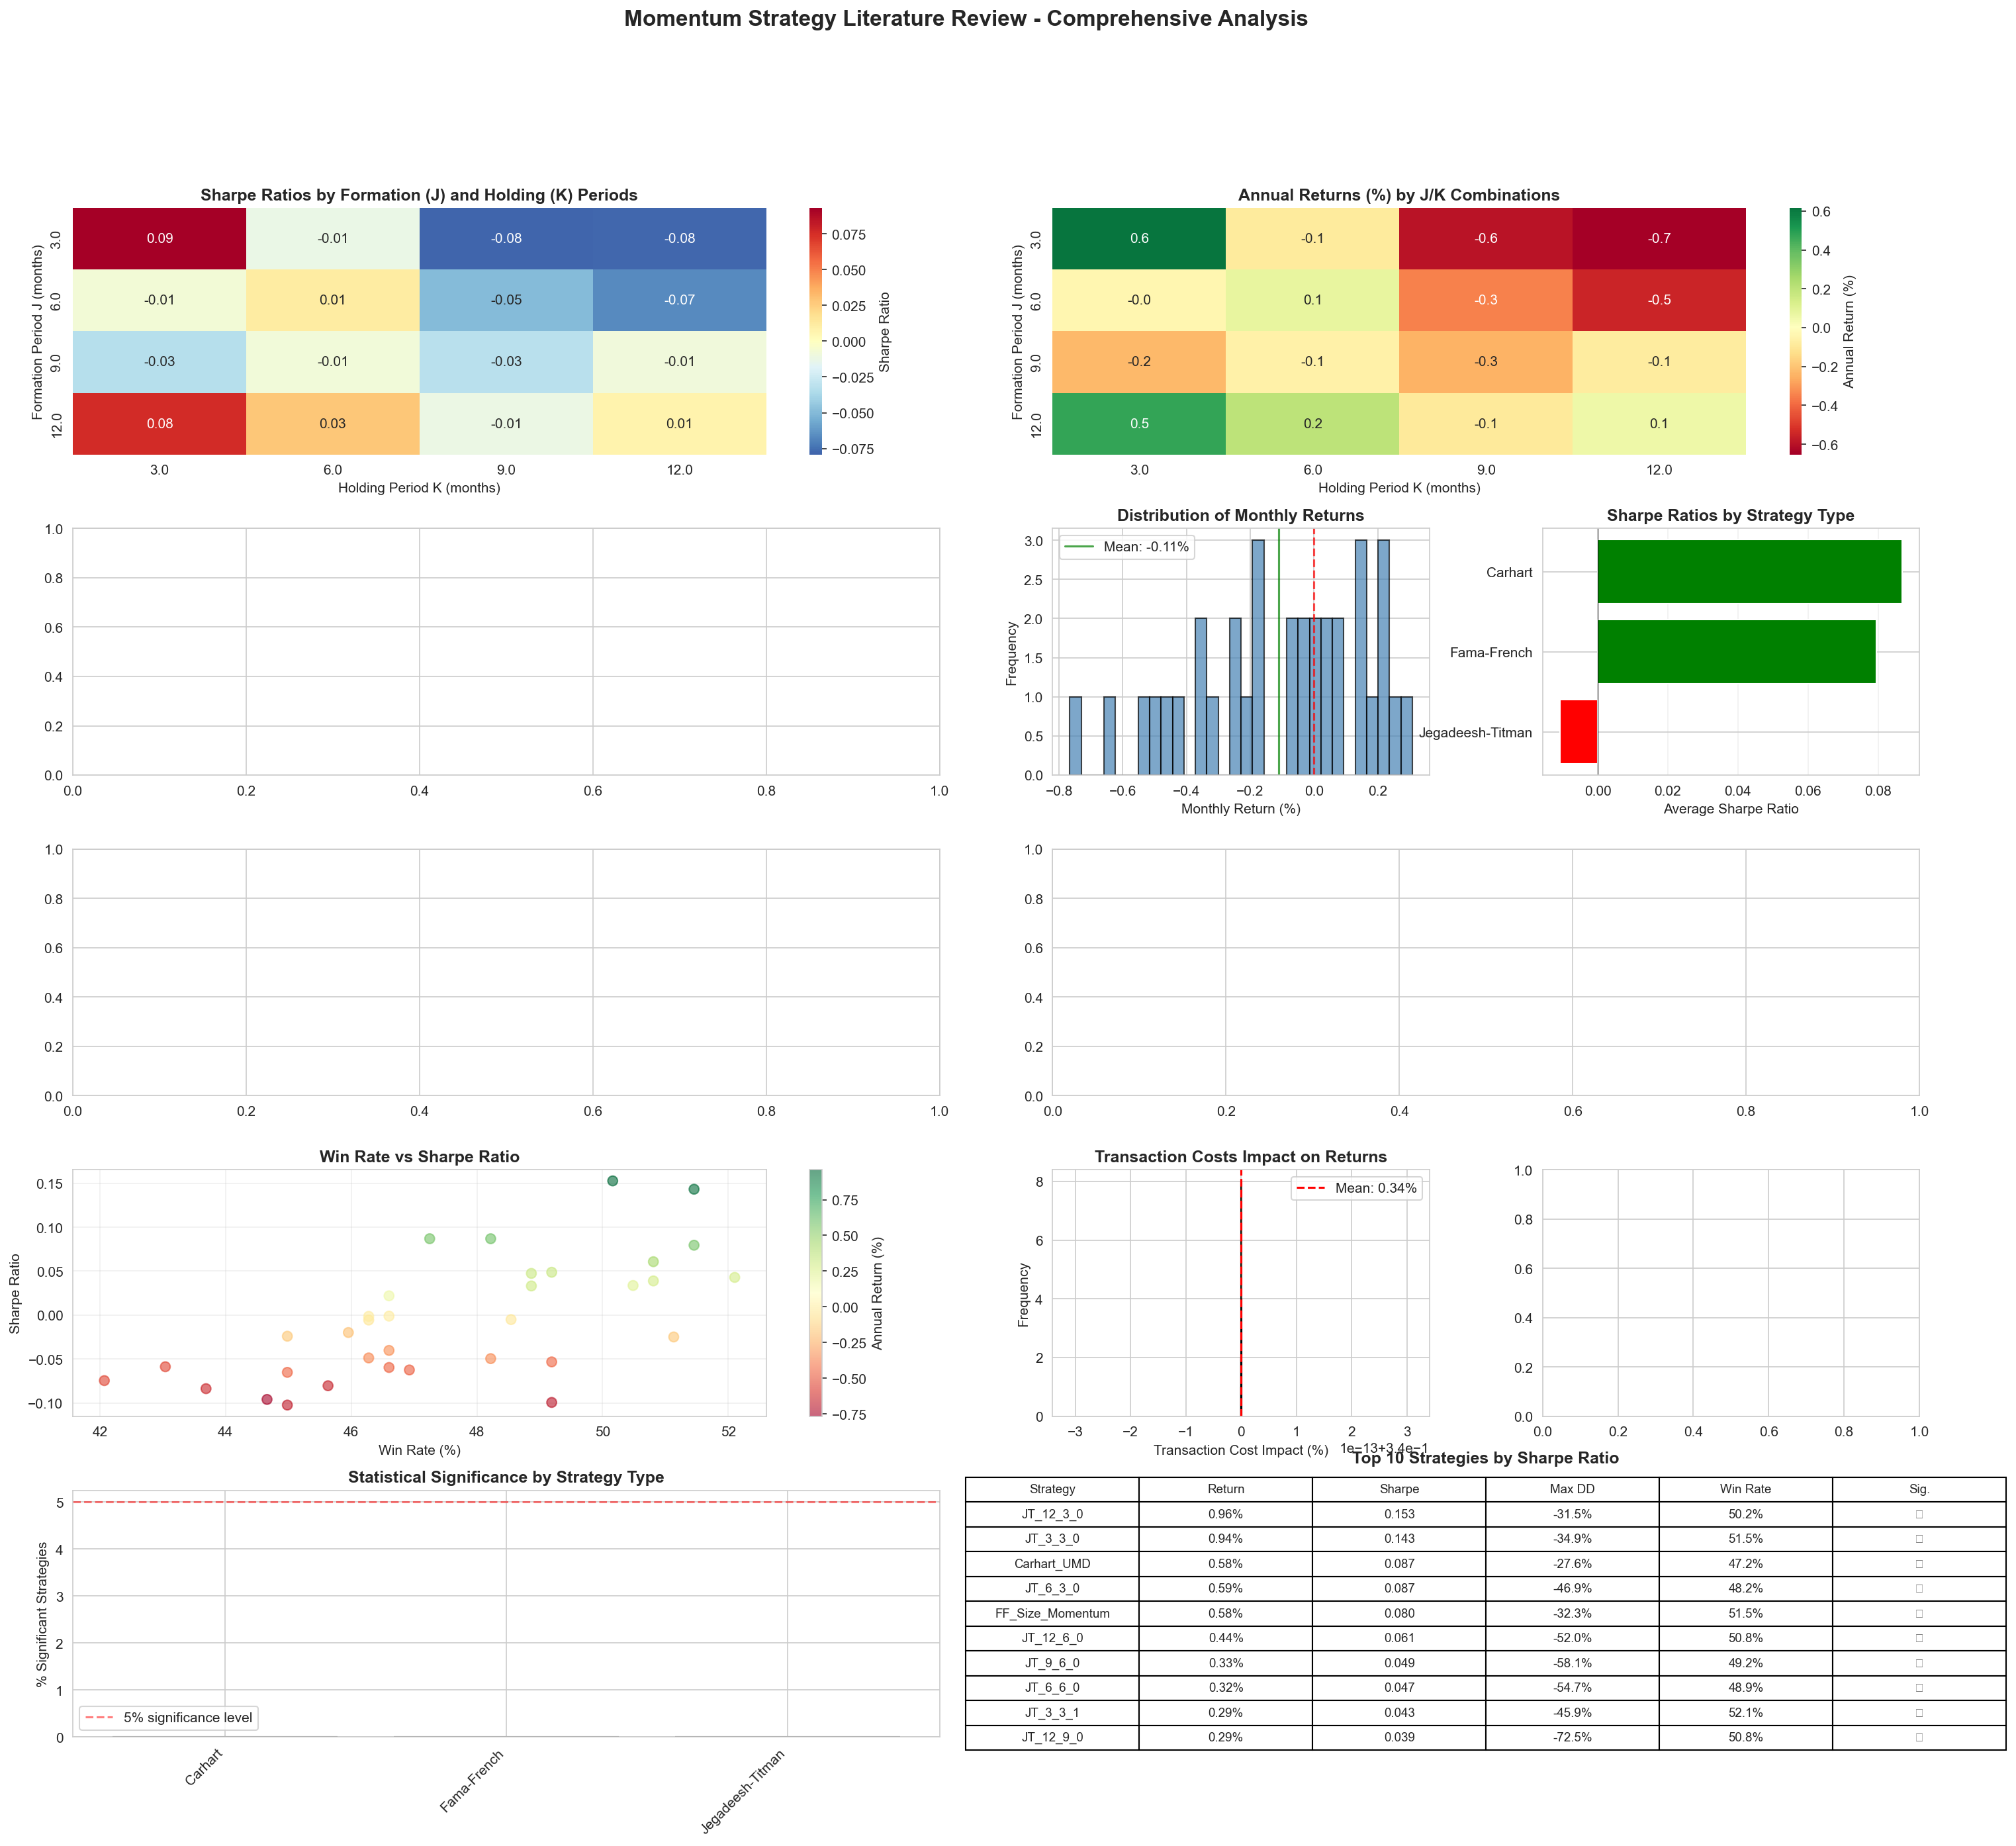 Momentum Strategy Literature Review - Comprehensive Analysis
Sharpe Ratios by Formation (J) and Holding (K) Periods
Formation Period J (months)
3.0
6.0
9.0
12.0
0.09 -0.01 -0.08 -0.08
-0.01 0.01 -0.05 -0.07
-0.03 -0.01 -0.03 -0.01
0.08 0.03 -0.01 0.01
3.0 6.0 9.0 12.0
Holding Period K (months)
0.075
0.050
0.025
0.000
−0.025
−0.050
−0.075
Sharpe Ratio
Annual Returns (%) by J/K Combinations
Formation Period J (months)
3.0
6.0
9.0
12.0
0.6 -0.1 -0.6 -0.7
-0.0 0.1 -0.3 -0.5
-0.2 -0.1 -0.3 -0.1
0.5 0.2 -0.1 0.1
3.0 6.0 9.0 12.0
Holding Period K (months)
0.6
0.4
0.2
0.0
−0.2
−0.4
−0.6
Annual Return (%)
1.0
0.8
0.6
0.4
0.2
0.0
0.0 0.2 0.4 0.6 0.8 1.0
Distribution of Monthly Returns
Mean: -0.11%
Frequency
3.0
2.5
2.0
1.5
1.0
0.5
0.0
−0.8 −0.6 −0.4 −0.2 0.0 0.2
Monthly Return (%)
Sharpe Ratios by Strategy Type
Carhart
Fama-French
Jegadeesh-Titman
0.00 0.02 0.04 0.06 0.08
Average Sharpe Ratio
1.0
0.8
0.6
0.4
0.2
0.0
0.0 0.2 0.4 0.6 0.8 1.0
1.0
0.8
0.6
0.4
0.2
0.0
0.0 0.2 0.4 0.6 0.8 1.0
Win Rate vs Sharpe Ratio
Sharpe Ratio
0.15
0.10
0.05
0.00
−0.05
−0.10
42 44 46 48 50 52
Win Rate (%)
0.75
0.50
0.25
0.00
−0.25
−0.50
−0.75
Annual Return (%)
Transaction Costs Impact on Returns
Mean: 0.34%
Frequency
8
6
4
2
0
−3 −2 −1 0 1 2 3
Transaction Cost Impact (%)
1e−13+3.4e−1
1.0
0.8
0.6
0.4
0.2
0.0
0.0 0.2 0.4 0.6 0.8 1.0
Statistical Significance by Strategy Type
% Significant Strategies
5
4
3
2
1
0
5% significance level
Carhart
Fama-French
Jegadeesh-Titman
Top 10 Strategies by Sharpe Ratio
Strategy Return Sharpe Max DD Win Rate Sig.
JT_12_3_0 0.96% 0.153 -31.5% 50.2% □
JT_3_3_0 0.94% 0.143 -34.9% 51.5% □
Carhart_UMD 0.58% 0.087 -27.6% 47.2% □
JT_6_3_0 0.59% 0.087 -46.9% 48.2% □
FF_Size_Momentum 0.58% 0.080 -32.3% 51.5% □
JT_12_6_0 0.44% 0.061 -52.0% 50.8% □
JT_9_6_0 0.33% 0.049 -58.1% 49.2% □
JT_6_6_0 0.32% 0.047 -54.7% 48.9% □
JT_3_3_1 0.29% 0.043 -45.9% 52.1% □
JT_12_9_0 0.29% 0.039 -72.5% 50.8% □